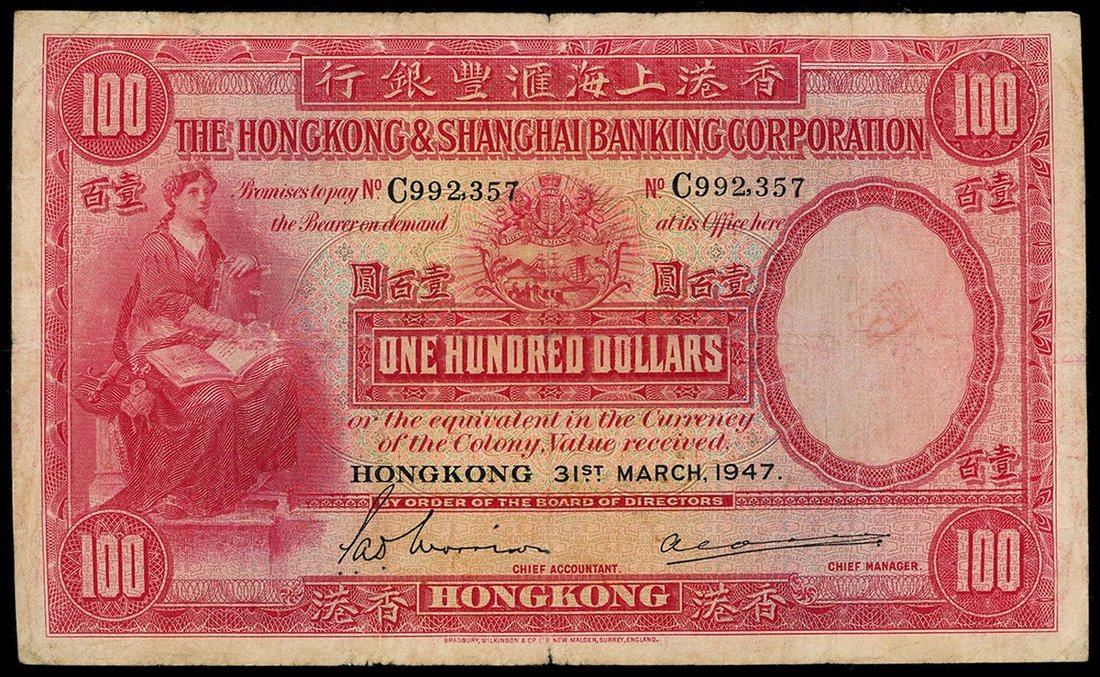 行銀豐滙海上港香
100 100
THE HONGKONG & SHANGHAI BANKING CORPORATION
百壹 百壹
Promises to pay No C992,357 No C992,357
the Bearer on demand at its Office here
圓百壹 圓百壹
ONE HUNDRED DOLLARS
or the equivalent in the Currency
of the Colony, Value received.
百壹
HONGKONG 31ST MARCH, 1947.
BY ORDER OF THE BOARD OF DIRECTORS
CHIEF ACCOUNTANT. CHIEF MANAGER.
100 100
港 HONGKONG 香
BRADBURY, WILKINSON & Co LTD NEW MALDEN, SURREY, ENGLAND.